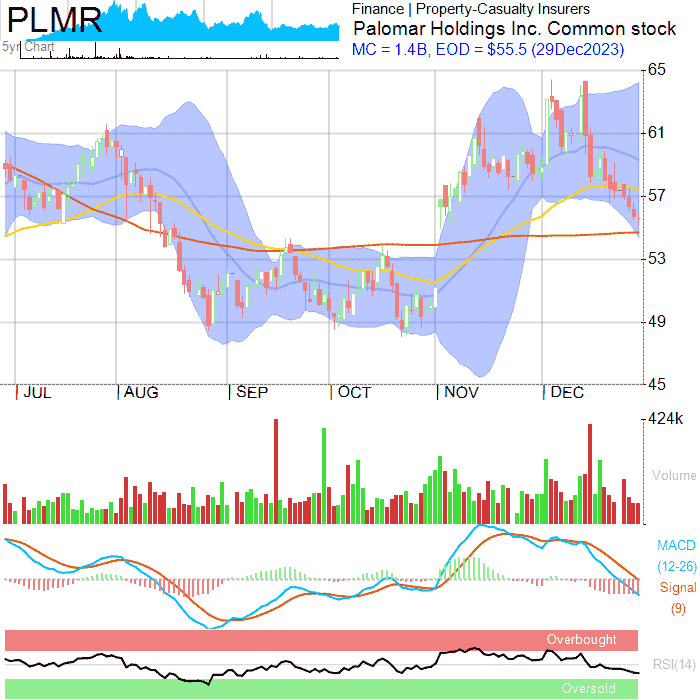 PLMR
5yr Chart
Finance | Property-Casualty Insurers
Palomar Holdings Inc. Common stock
MC = 1.4B, EOD = $55.5 (29Dec2023)
65
61
57
53
49
45
JUL AUG SEP OCT NOV DEC
424k
Volume
MACD
(12-26)
Signal
(9)
Overbought
RSI(14)
Oversold